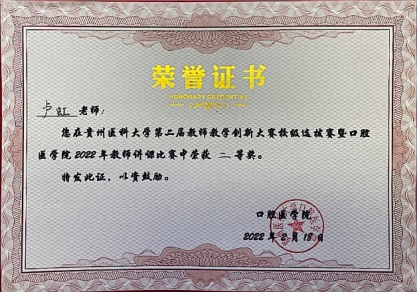 荣誉证书
HONORARY CREDENTIAL
卢虹 老师：
您在贵州医科大学第二届教师教学创新大赛校级选拔赛暨口腔
医学院2022年教师讲课比赛中荣获 二 等奖。
特发此证，以资鼓励。
口腔医学院
2022年2月18日